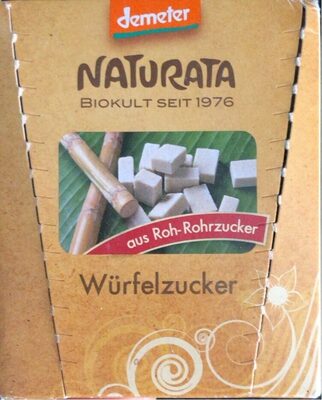 demeter
NATURATA
BIOKULT SEIT 1976
aus Roh-Rohrzucker
Würfelzucker